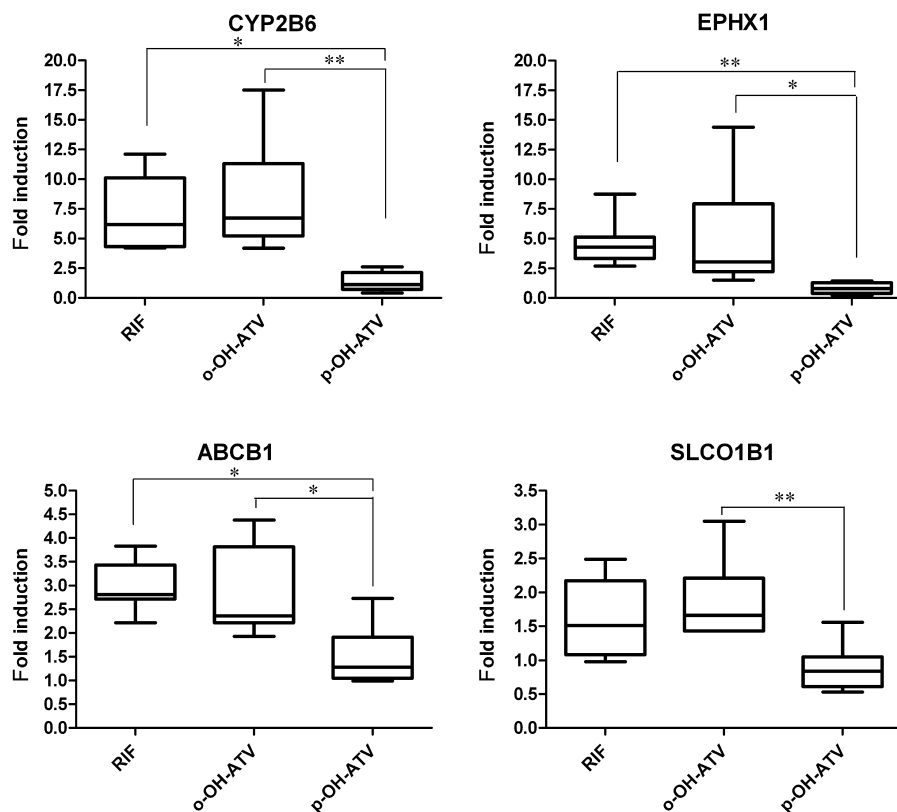 CYP2B6
*
**
20.0
17.5
15.0
12.5
10.0
7.5
5.0
2.5
0.0
Fold induction
RIF
o-OH-ATV
p-OH-ATV
EPHX1
**
*
20.0
17.5
15.0
12.5
10.0
7.5
5.0
2.5
0.0
Fold induction
RIF
o-OH-ATV
p-OH-ATV
ABCB1
*
*
5.0
4.5
4.0
3.5
3.0
2.5
2.0
1.5
1.0
0.5
0.0
Fold induction
RIF
o-OH-ATV
p-OH-ATV
SLCO1B1
**
3.5
3.0
2.5
2.0
1.5
1.0
0.5
0.0
Fold induction
RIF
o-OH-ATV
p-OH-ATV